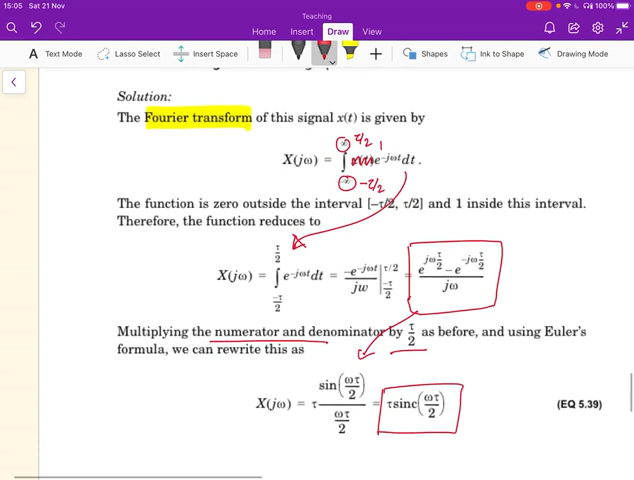 15:05 Sat 21 Nov
100%
Teaching
Home Insert Draw View
Text Mode Lasso Select Insert Space Shapes Ink to Shape Drawing Mode
Solution:
The Fourier transform of this signal x(t) is given by
∞ τ/2 1
X(jω) = ∫ e^-jωt dt.
-∞ -τ/2
The function is zero outside the interval [−τ/2, τ/2] and 1 inside this interval.
Therefore, the function reduces to
X(jω) = ∫_{-τ/2}^{τ/2} e^-jωt dt = -e^-jωt / jw |_{-τ/2}^{τ/2} = e^{jωτ/2} − e^{-jωτ/2} / jω
Multiplying the numerator and denominator by τ/2 as before, and using Euler's
formula, we can rewrite this as
X(jω) = τ sin(ωτ/2) / ωτ/2 = τsinc(ωτ/2) (EQ 5.39)